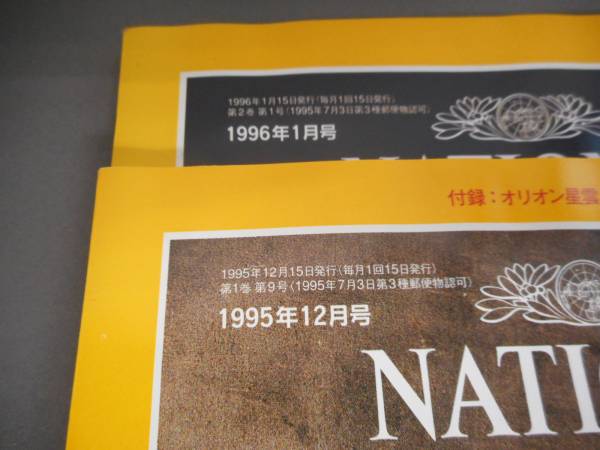 1996年1月15日発行(毎月1回15日発行)
第2巻 第1号(1995年7月3日第3種郵便物認可)
1996年1月号
NATION
付録:オリオン星雲
1995年12月15日発行(毎月1回15日発行)
第1巻 第9号(1995年7月3日第3種郵便物認可)
1995年12月号
NATI